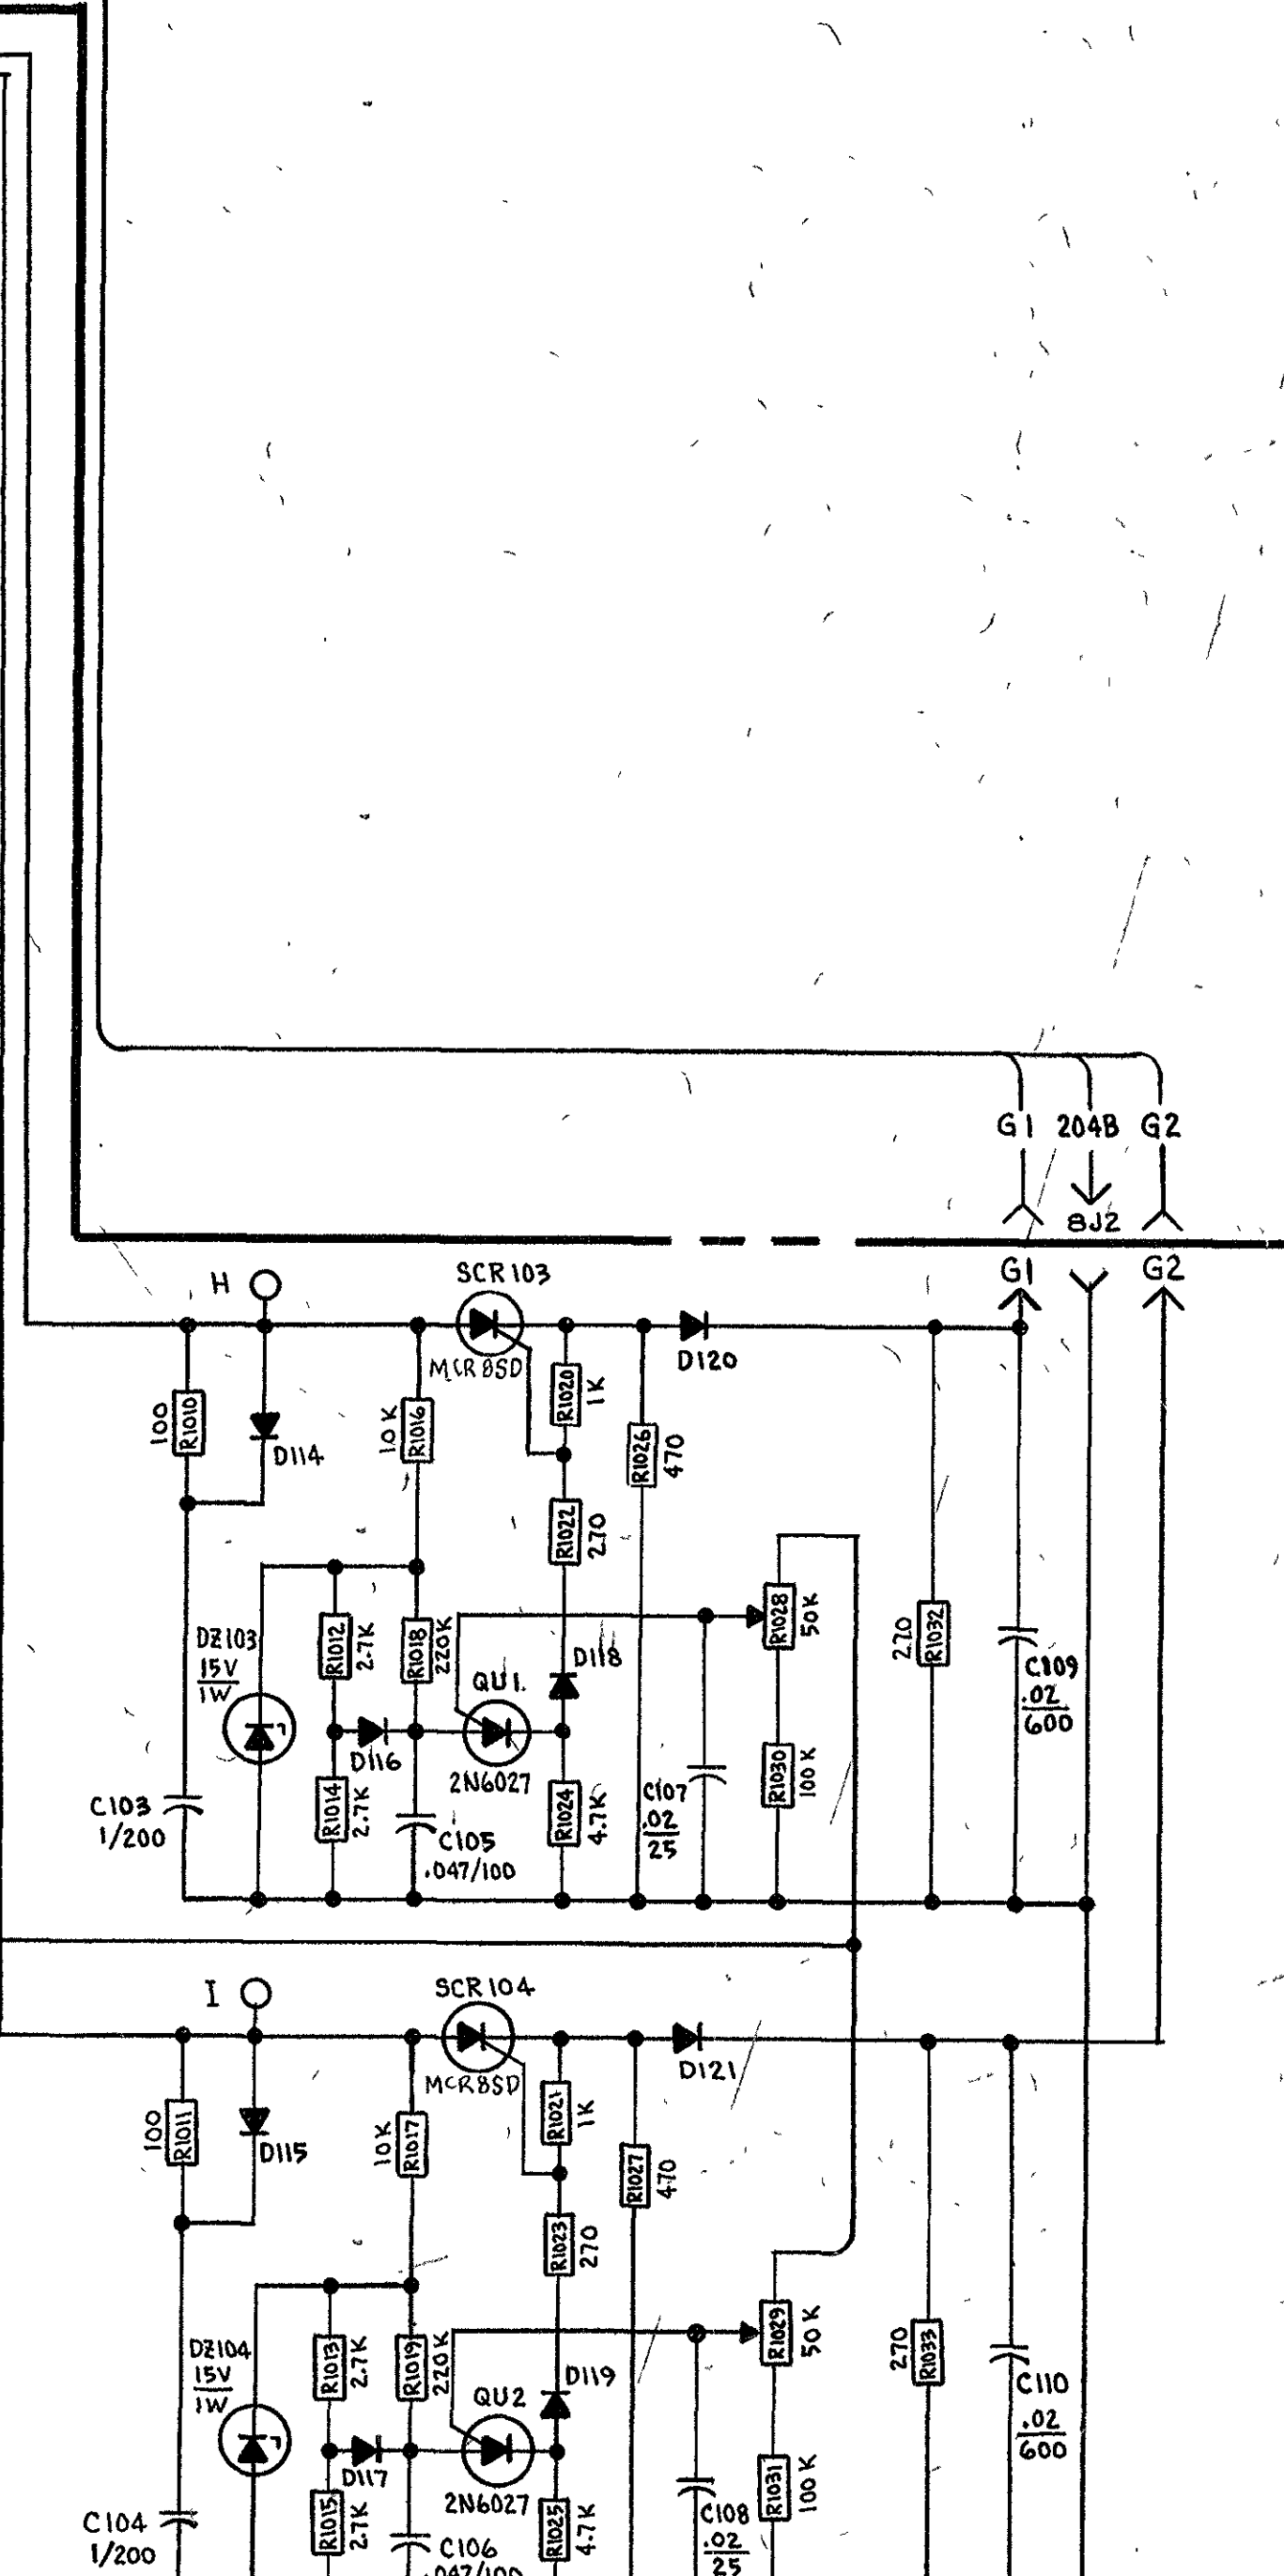 G1 204B G2
8J2
G1 G2
H
SCR103
MCR8SD
D120
100
R1010
D114
10K
R1016
R1020
1K
R1026
470
R1022
270
DZ103
15V
1W
R1012
2.7K
R1018
220K
QU1
D118
R1028
50K
270
R1032
C109
.02
600
D116
2N6027
R1014
2.7K
C103
1/200
C105
.047/100
R1024
4.7K
C107
.02
25
R1030
100K
I
SCR104
MCR8SD
D121
100
R1011
D115
10K
R1017
R1021
1K
R1027
470
R1023
270
DZ104
15V
1W
R1013
2.7K
R1019
220K
QU2
D119
R1029
50K
270
R1033
C110
.02
600
D117
2N6027
R1015
2.7K
C104
1/200
C106
.047/100
R1025
4.7K
C108
.02
25
R1031
100K